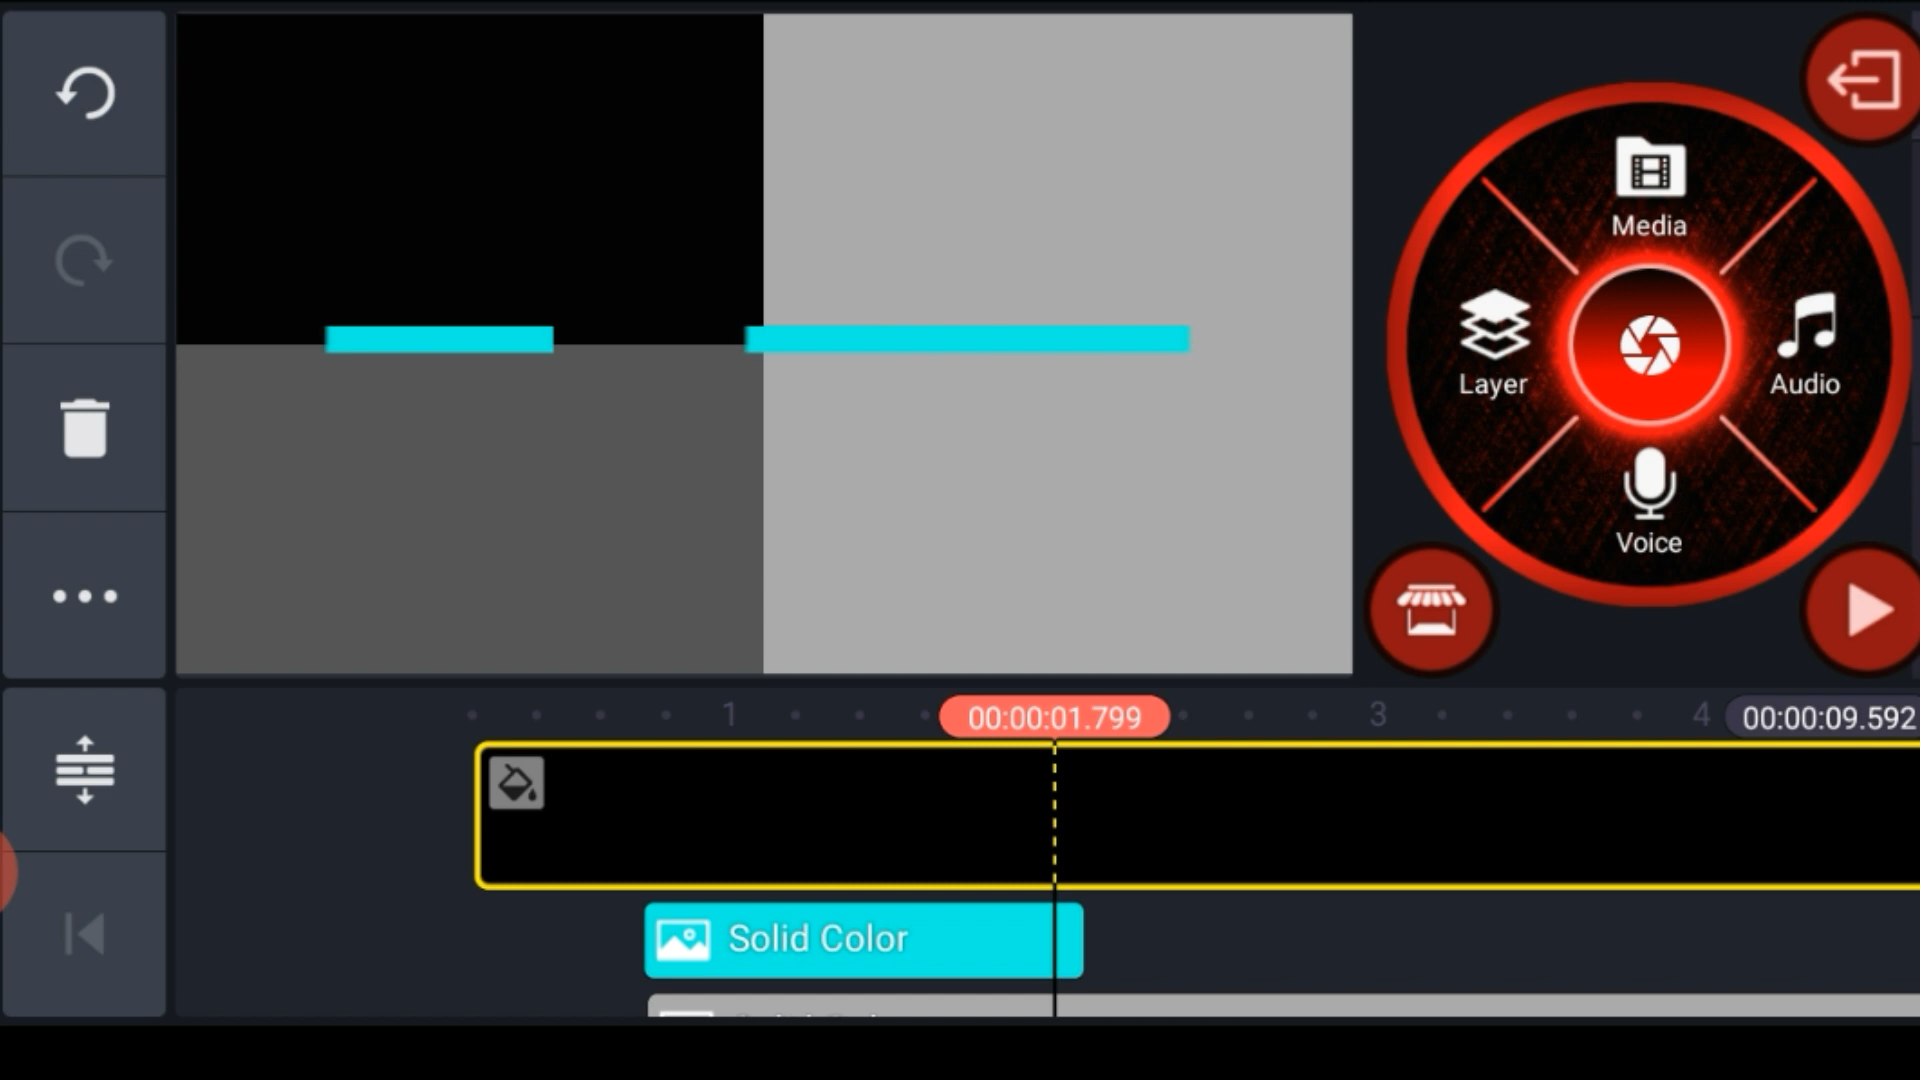 Media
Layer
Audio
Voice
1
00:00:01.799
3
4
00:00:09.592
Solid Color